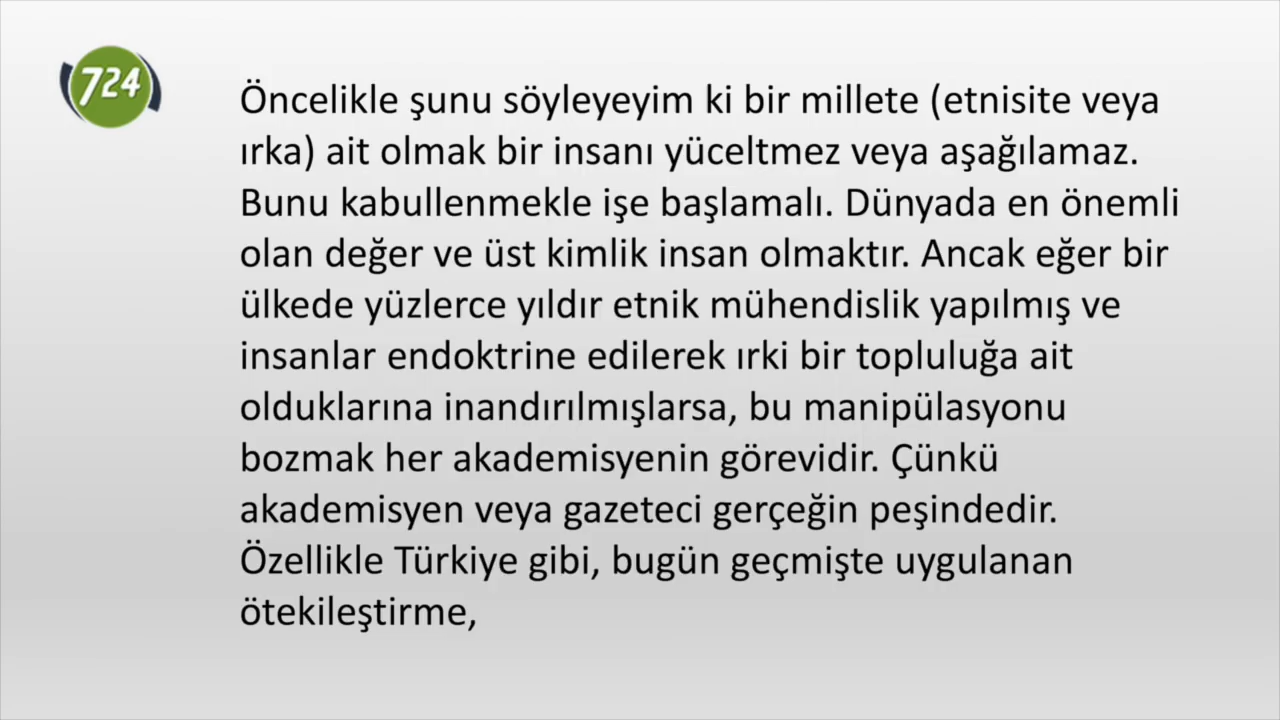 724
Öncelikle şunu söyleyeyim ki bir millete (etnisite veya
ırka) ait olmak bir insanı yüceltmez veya aşağılamaz.
Bunu kabullenmekle işe başlamalı. Dünyada en önemli
olan değer ve üst kimlik insan olmaktır. Ancak eğer bir
ülkede yüzlerce yıldır etnik mühendislik yapılmış ve
insanlar endoktrine edilerek ırki bir topluluğa ait
olduklarına inandırılmışlarsa, bu manipülasyonu
bozmak her akademisyenin görevidir. Çünkü
akademisyen veya gazeteci gerçeğin peşindedir.
Özellikle Türkiye gibi, bugün geçmişte uygulanan
ötekileştirme,